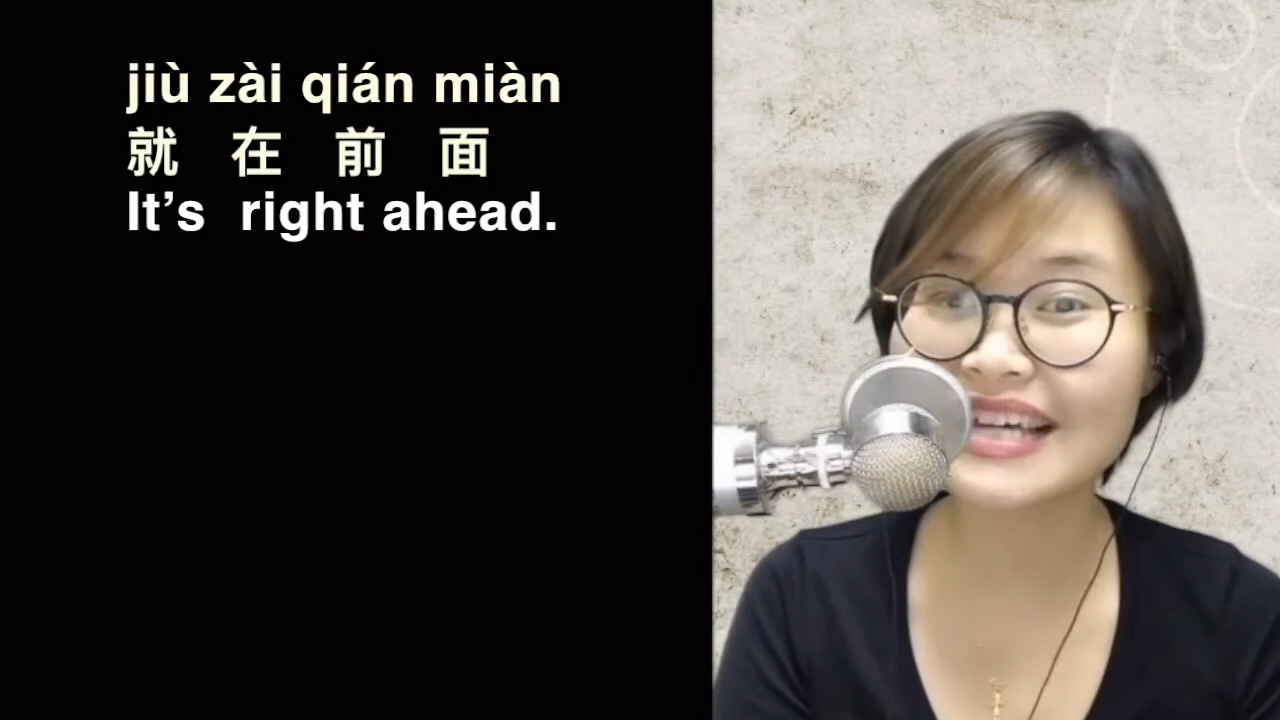 jiù zài qián miàn
就 在 前 面
It’s right ahead.